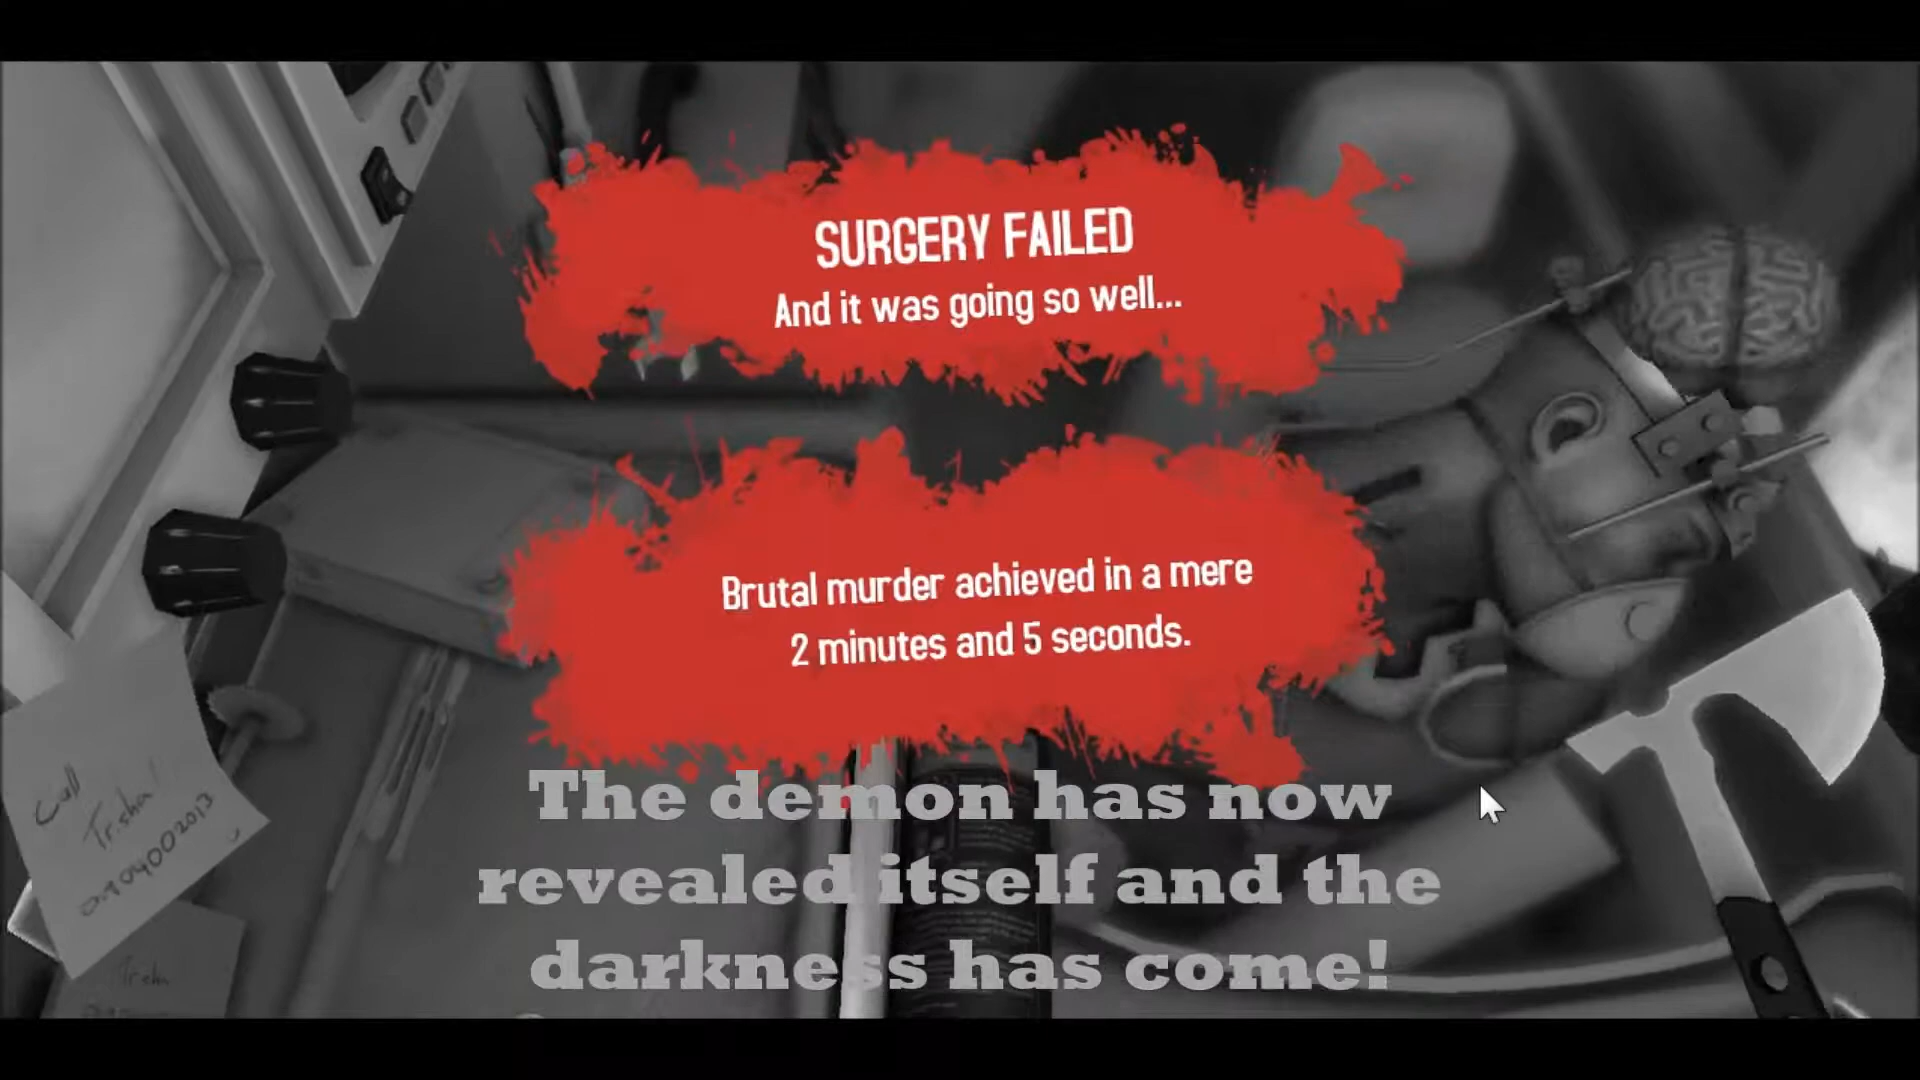 SURGERY FAILED
And it was going so well...
Brutal murder achieved in a mere
2 minutes and 5 seconds.
The demon has now
revealed itself and the
darkness has come!
Call
Trisha!